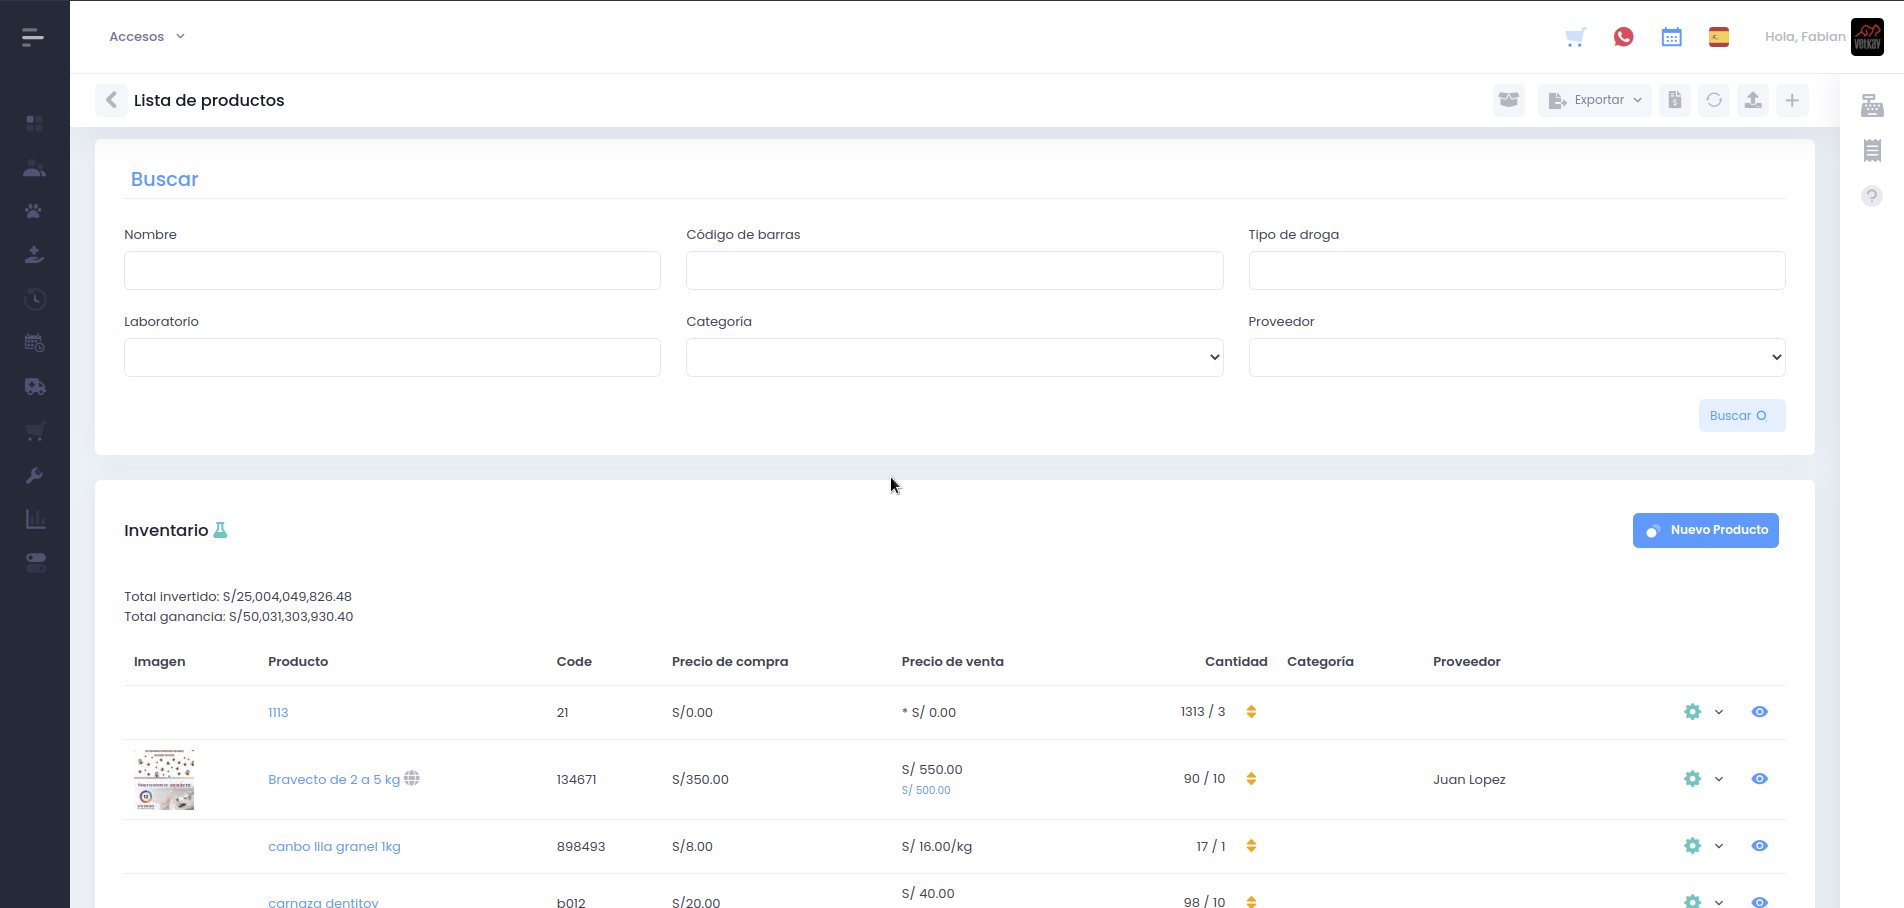 Accesos
Hola, Fabian
vetkay
Lista de productos
Exportar
Buscar
Nombre
Código de barras
Tipo de droga
Laboratorio
Categoría
Proveedor
Buscar
Inventario
Nuevo Producto
Total invertido: S/25,004,049,826.48
Total ganancia: S/50,031,303,930.40
Imagen Producto Code Precio de compra Precio de venta Cantidad Categoría Proveedor
1113 21 S/0.00 * S/ 0.00 1313 / 3
Bravecto de 2 a 5 kg 134671 S/350.00 S/ 550.00 90 / 10 Juan Lopez
S/ 500.00
canbo lila granel 1kg 898493 S/8.00 S/ 16.00/kg 17 / 1
carnaza dentitoy b012 S/20.00 S/ 40.00 98 / 10